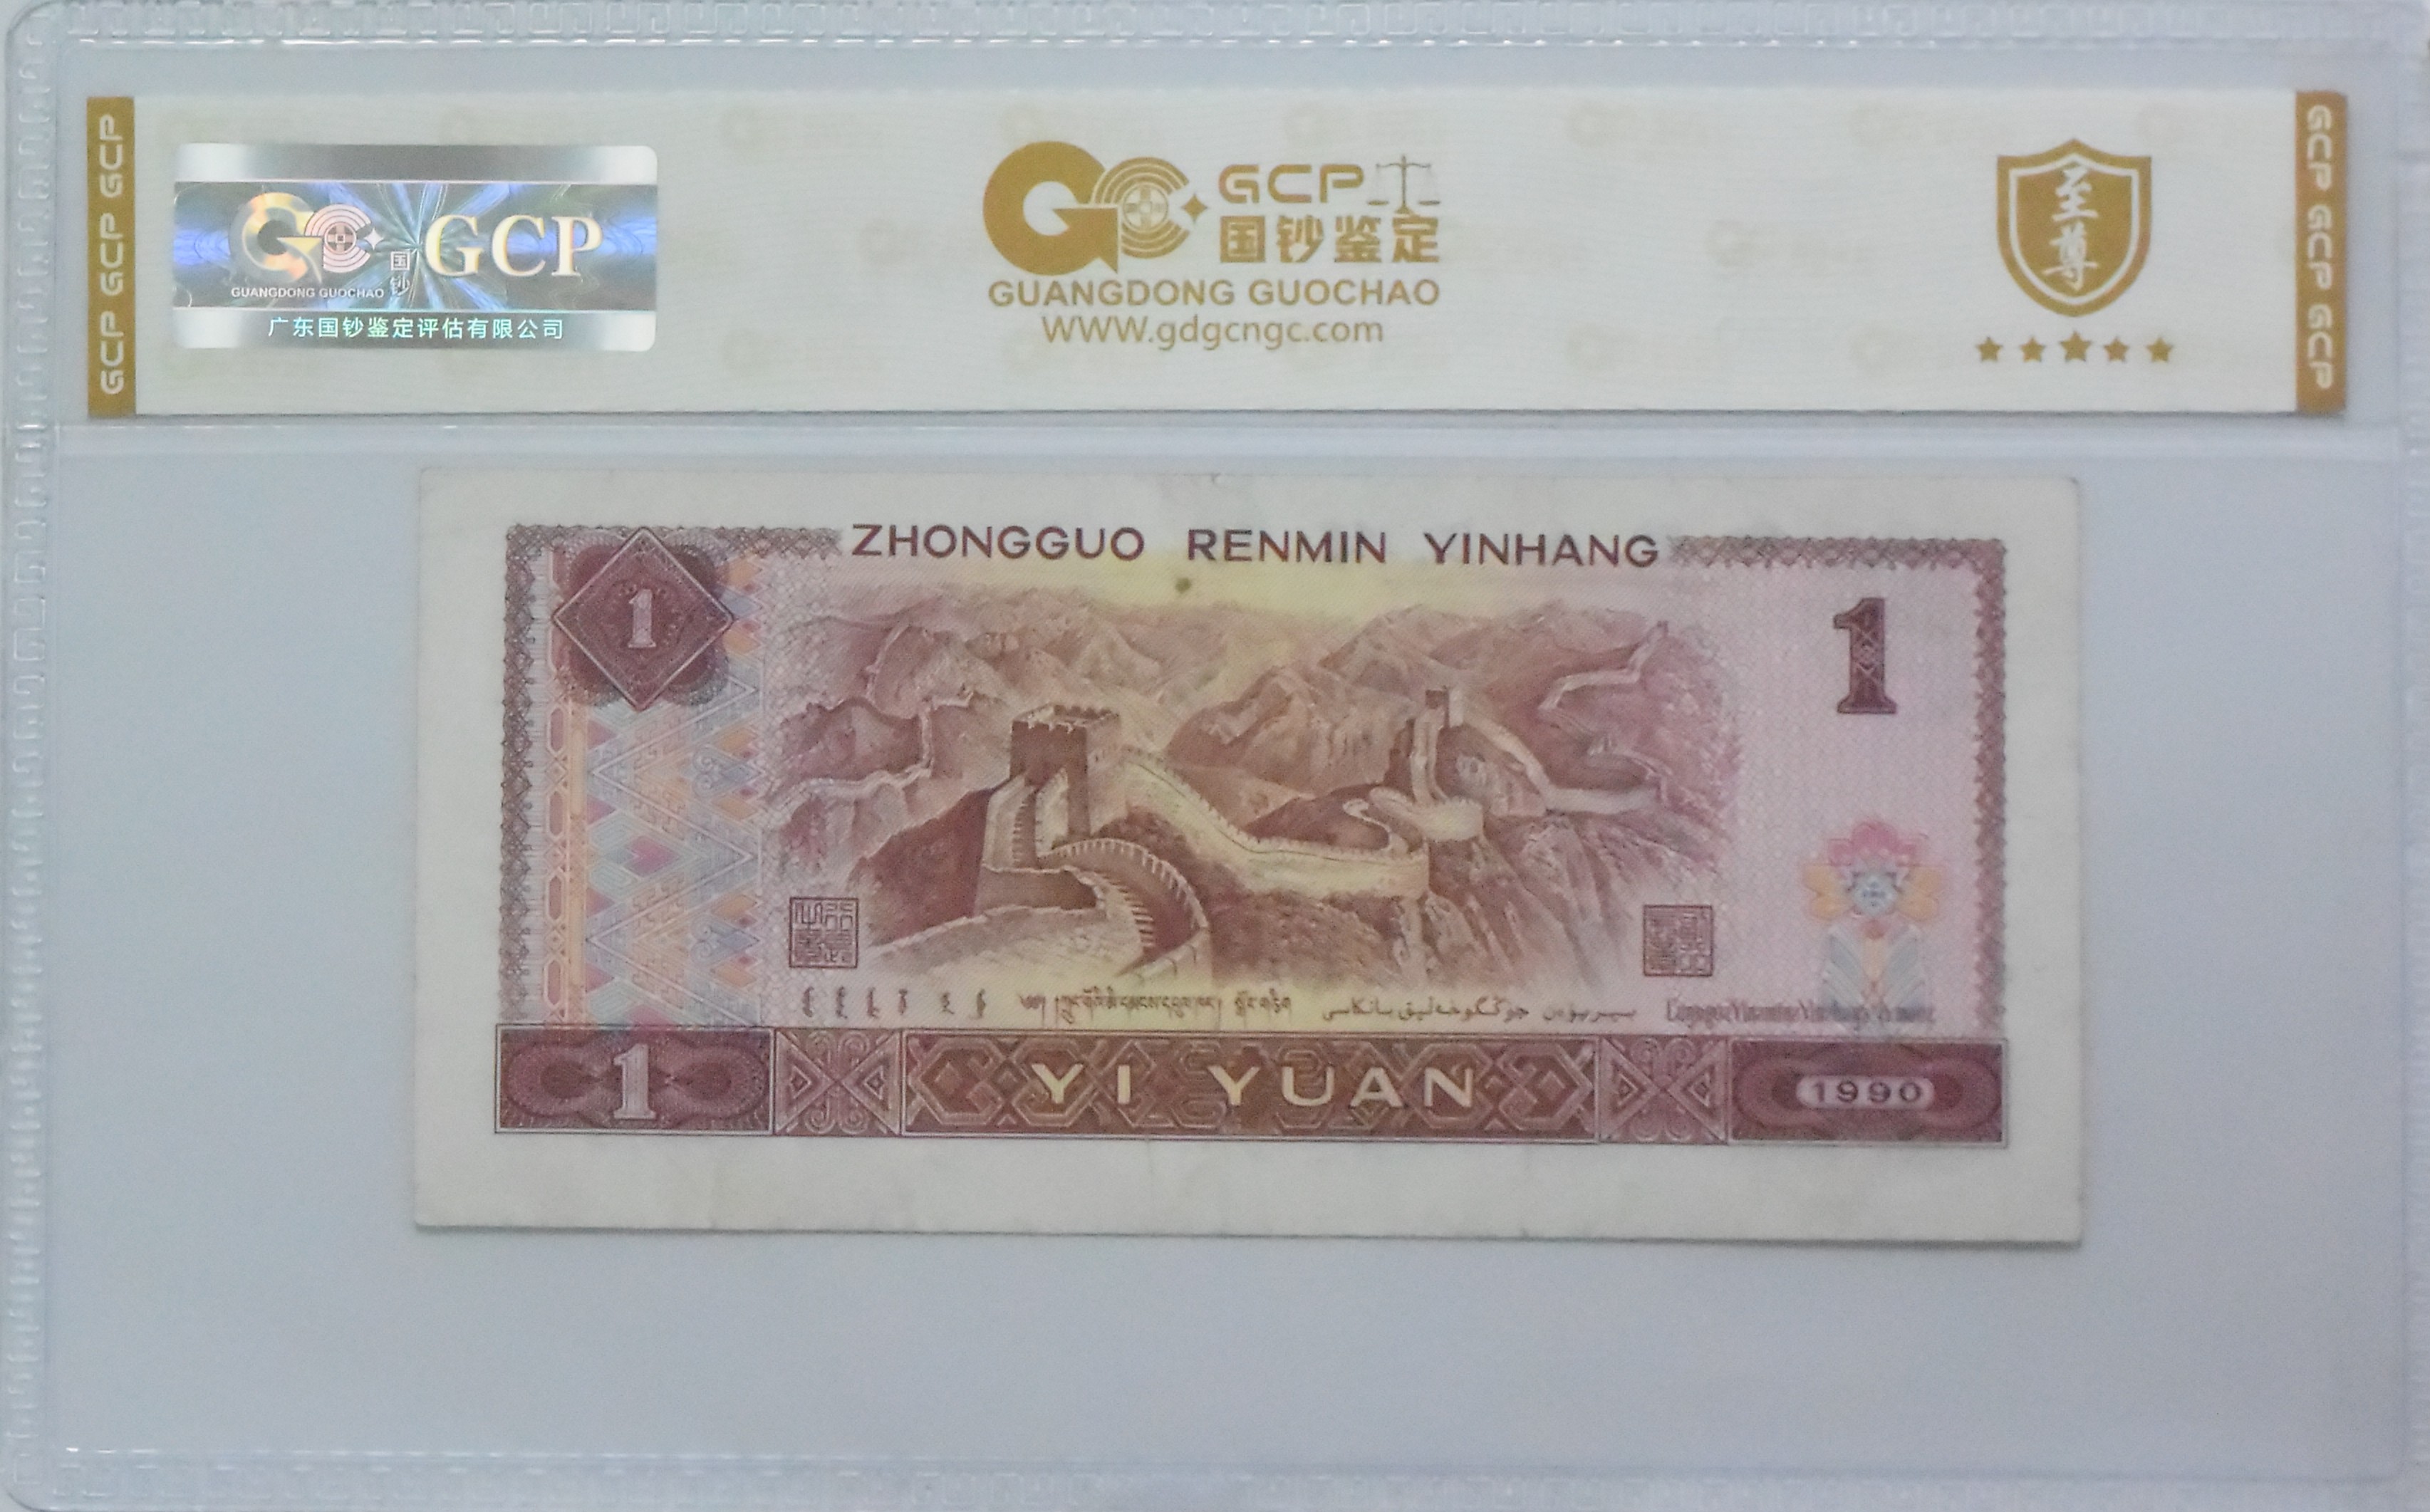 GCP GCP GCP
GCP
国钞
GUANGDONG GUOCHAO
广东国钞鉴定评估有限公司
GCP
国钞鉴定
GUANGDONG GUOCHAO
WWW.gdgcngc.com
至尊
GCP GCP GCP
ZHONGGUO RENMIN YINHANG
1
1
1
YI YUAN
1990